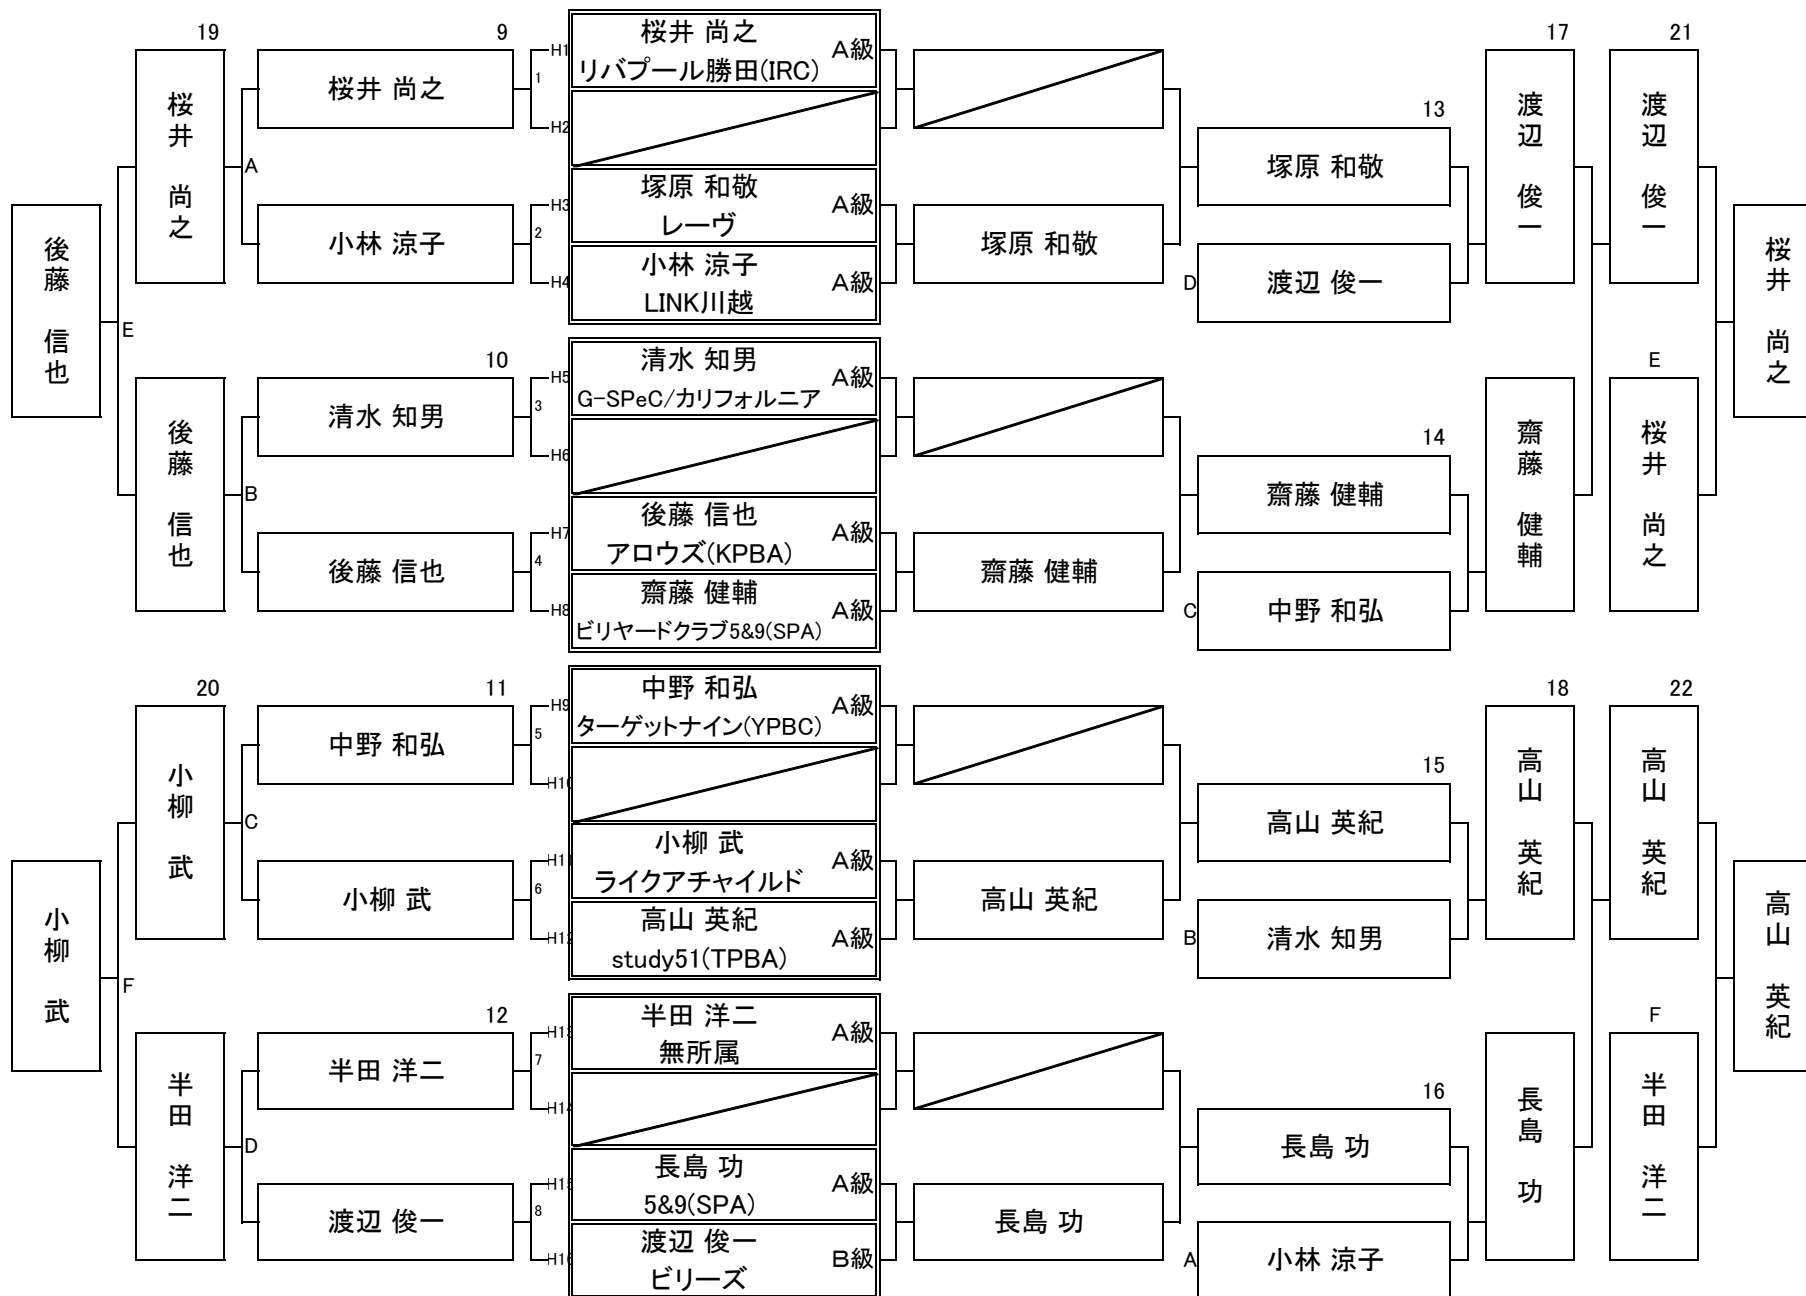 19
9
17
21
13
H1
1
H2
桜井 尚之
A級
リバプール勝田(IRC)
桜井 尚之
桜井 尚之
A
塚原 和敬
A級
レーヴ
H3
2
H4
小林 涼子
小林 涼子
A級
LINK川越
塚原 和敬
塚原 和敬
D
渡辺 俊一
渡辺 俊一
渡辺 俊一
後藤 信也
E
桜井 尚之
10
14
E
H5
3
H6
清水 知男
A級
G-SPeC/カリフォルニア
清水 知男
後藤 信也
B
後藤 信也
A級
アロウズ(KPBA)
H7
4
H8
後藤 信也
齋藤 健輔
A級
ビリヤードクラブ5&9(SPA)
齋藤 健輔
齋藤 健輔
C
中野 和弘
齋藤 健輔
桜井 尚之
20
11
18
22
15
H9
5
H10
中野 和弘
A級
ターゲットナイン(YPBC)
中野 和弘
小柳 武
C
小柳 武
A級
ライクアチャイルド
H11
6
H12
小柳 武
高山 英紀
A級
study51(TPBA)
高山 英紀
高山 英紀
B
清水 知男
高山 英紀
高山 英紀
小柳 武
F
高山 英紀
12
16
F
H13
7
H14
半田 洋二
A級
無所属
半田 洋二
半田 洋二
D
長島 功
A級
5&9(SPA)
H15
8
H16
渡辺 俊一
渡辺 俊一
B級
ビリーズ
長島 功
長島 功
A
小林 涼子
長島 功
半田 洋二